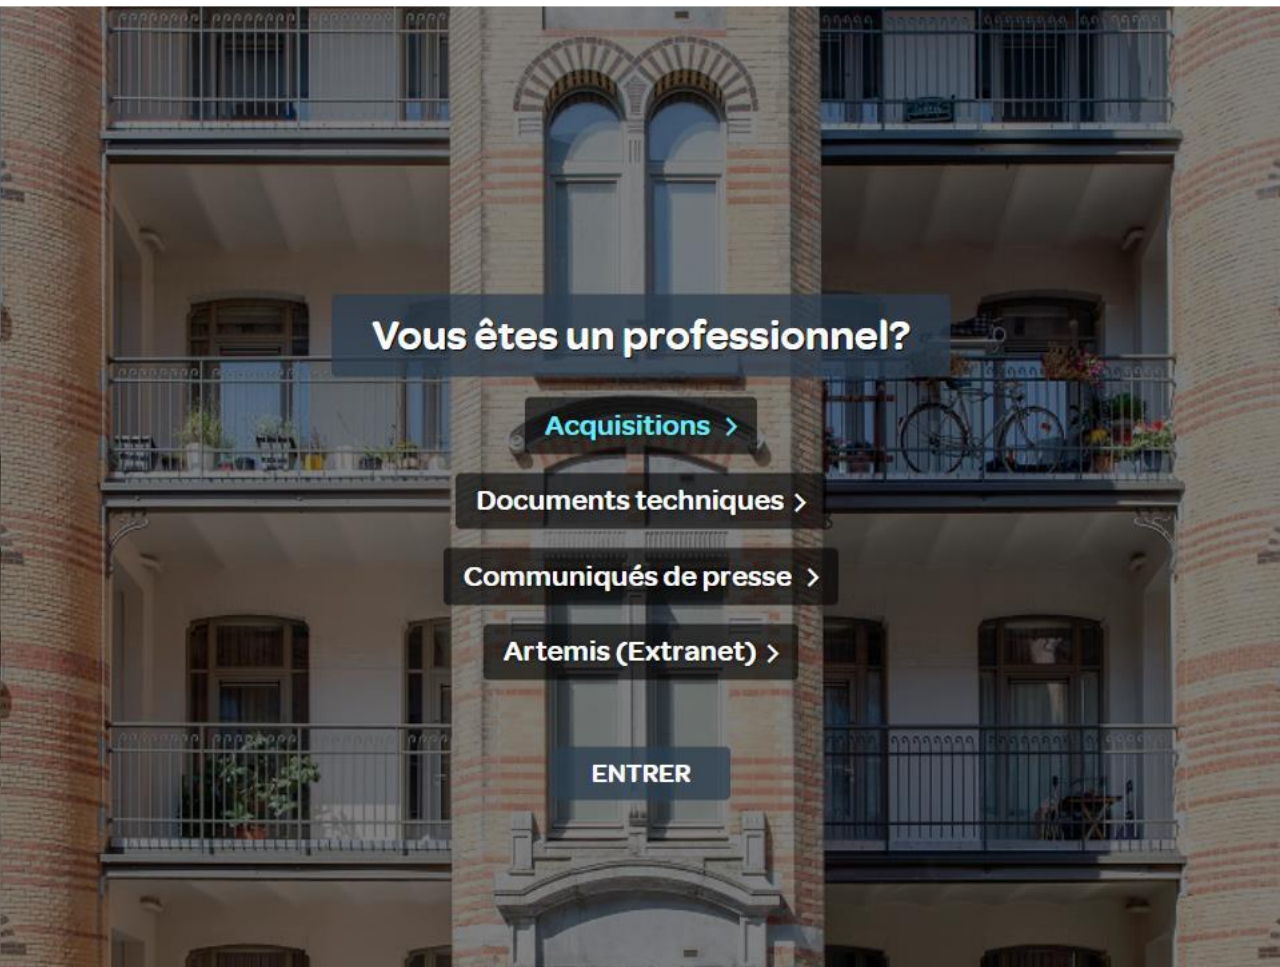 Vous êtes un professionnel?
Acquisitions >
Documents techniques >
Communiqués de presse >
Artemis (Extranet) >
ENTRER